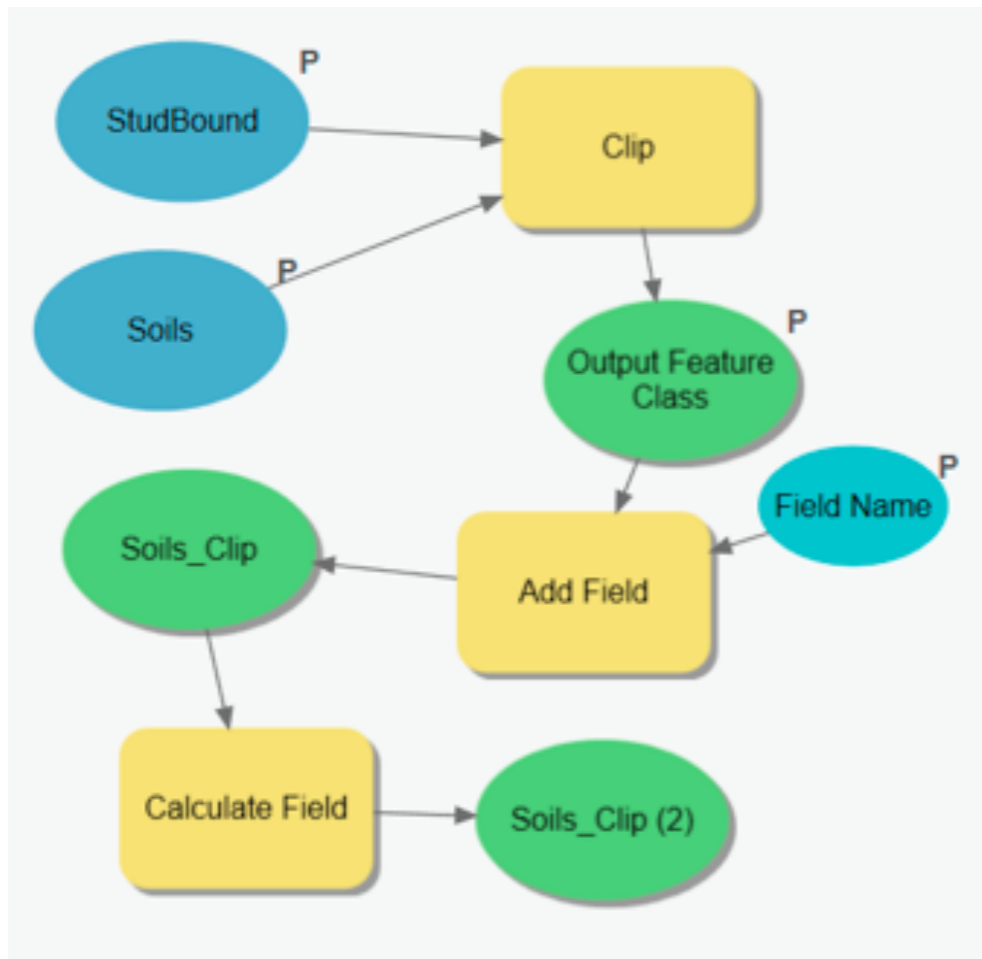 P
StudBound
Clip
P
Soils
P
Output Feature
Class
P
Field Name
Soils_Clip
Add Field
Calculate Field
Soils_Clip (2)